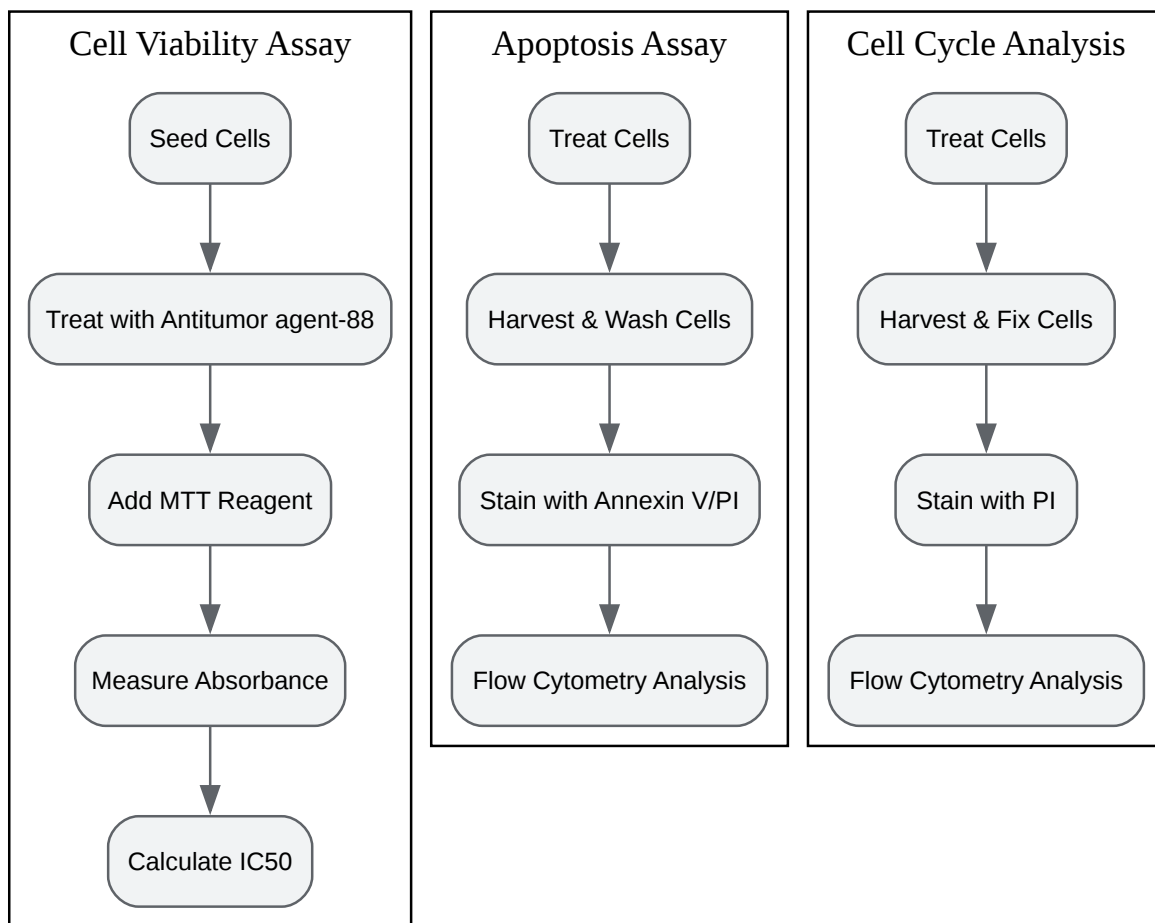 Cell Viability Assay
Seed Cells
Treat with Antitumor agent-88
Add MTT Reagent
Measure Absorbance
Calculate IC50
Apoptosis Assay
Treat Cells
Harvest & Wash Cells
Stain with Annexin V/PI
Flow Cytometry Analysis
Cell Cycle Analysis
Treat Cells
Harvest & Fix Cells
Stain with PI
Flow Cytometry Analysis